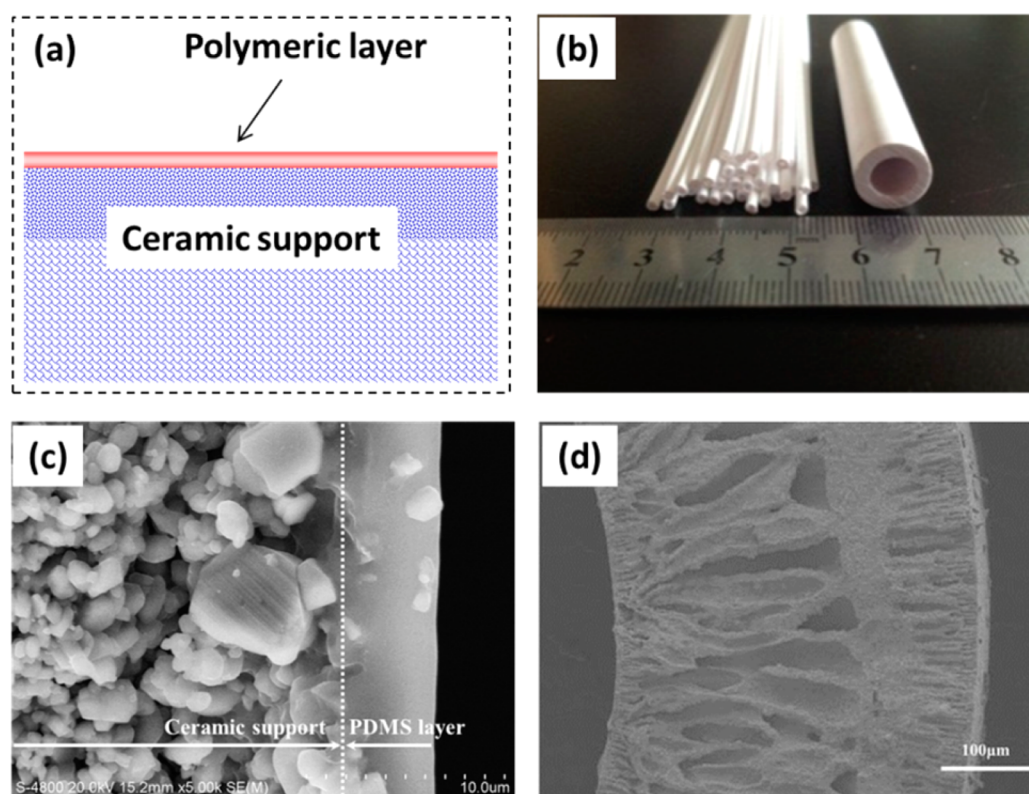 (a)
Polymeric layer
Ceramic support
(b)
2 3 4 5 6 7 8
(c)
Ceramic support PDMS layer
S-4800 20.0kV 15.2mm x5.00k SE(M) 10.0um
(d)
100μm